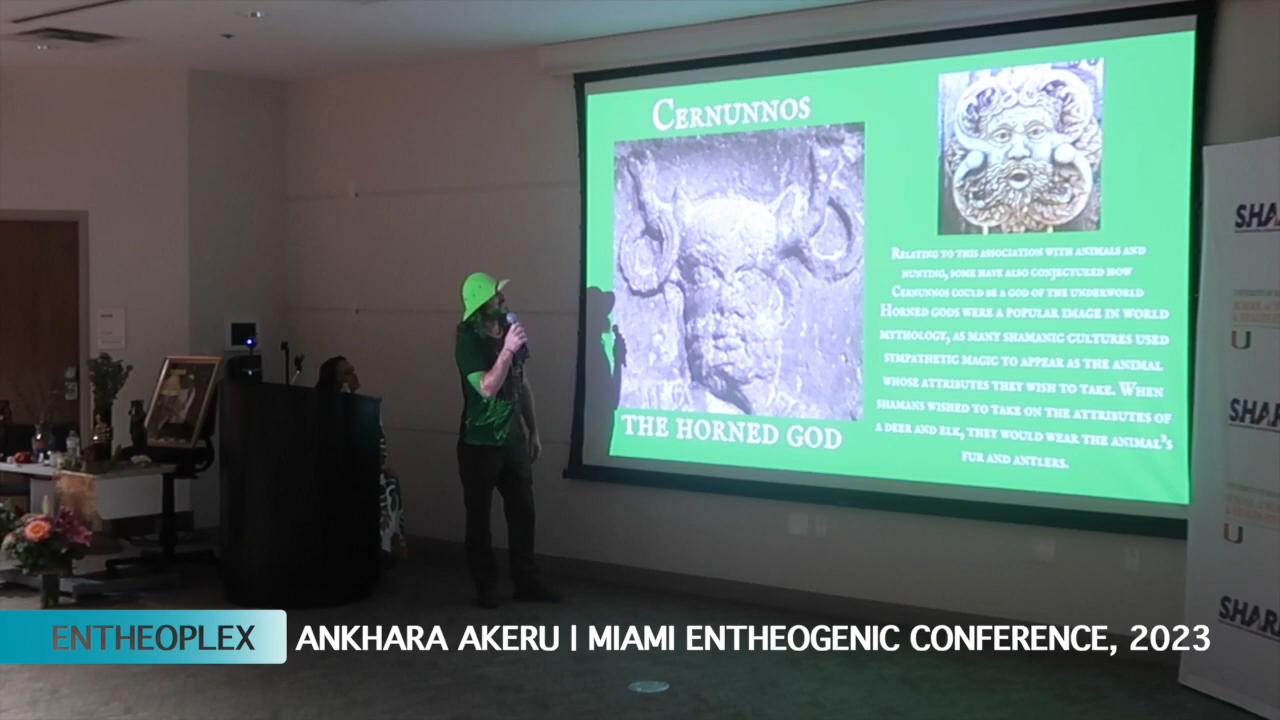 CERNUNNOS
THE HORNED GOD
RELATING TO THIS ASSOCIATION WITH ANIMALS AND
HUNTING, SOME HAVE ALSO CONJECTURED HOW
CERNUNNOS COULD BE A GOD OF THE UNDERWORLD
HORNED GODS WERE A POPULAR IMAGE IN WORLD
MYTHOLOGY, AS MANY SHAMANIC CULTURES USED
SYMPATHETIC MAGIC TO APPEAR AS THE ANIMAL
WHOSE ATTRIBUTES THEY WISH TO TAKE. WHEN
SHAMANS WISHED TO TAKE ON THE ATTRIBUTES OF
A DEER AND ELK, THEY WOULD WEAR THE ANIMAL'S
FUR AND ANTLERS.
SHA
U
SHAR
U
SHAR
ENTHEOPLEX
ANKHARA AKERU | MIAMI ENTHEOGENIC CONFERENCE, 2023